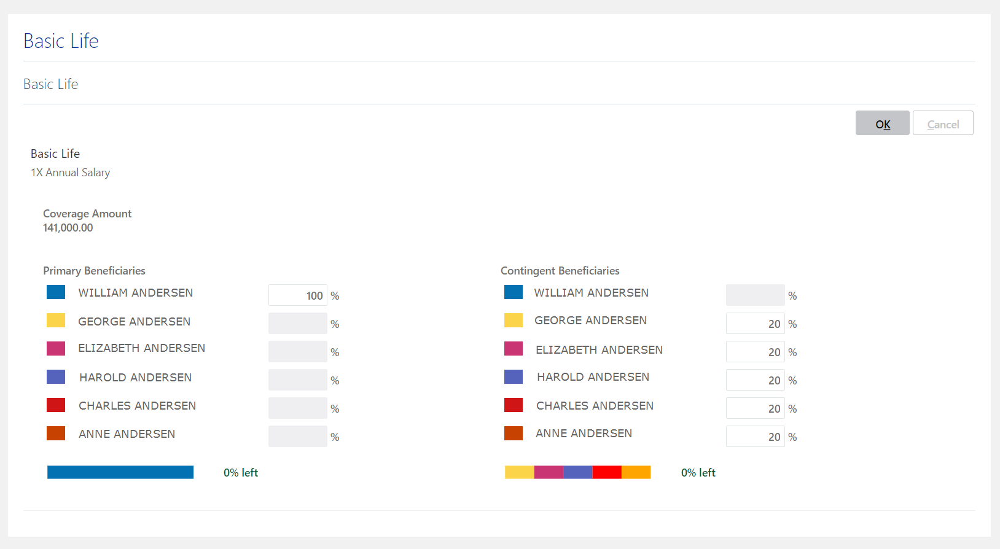 Basic Life
Basic Life
OK Cancel
Basic Life
1X Annual Salary
Coverage Amount
141,000.00
Primary Beneficiaries
WILLIAM ANDERSEN 100 %
GEORGE ANDERSEN %
ELIZABETH ANDERSEN %
HAROLD ANDERSEN %
CHARLES ANDERSEN %
ANNE ANDERSEN %
0% left
Contingent Beneficiaries
WILLIAM ANDERSEN %
GEORGE ANDERSEN 20 %
ELIZABETH ANDERSEN 20 %
HAROLD ANDERSEN 20 %
CHARLES ANDERSEN 20 %
ANNE ANDERSEN 20 %
0% left